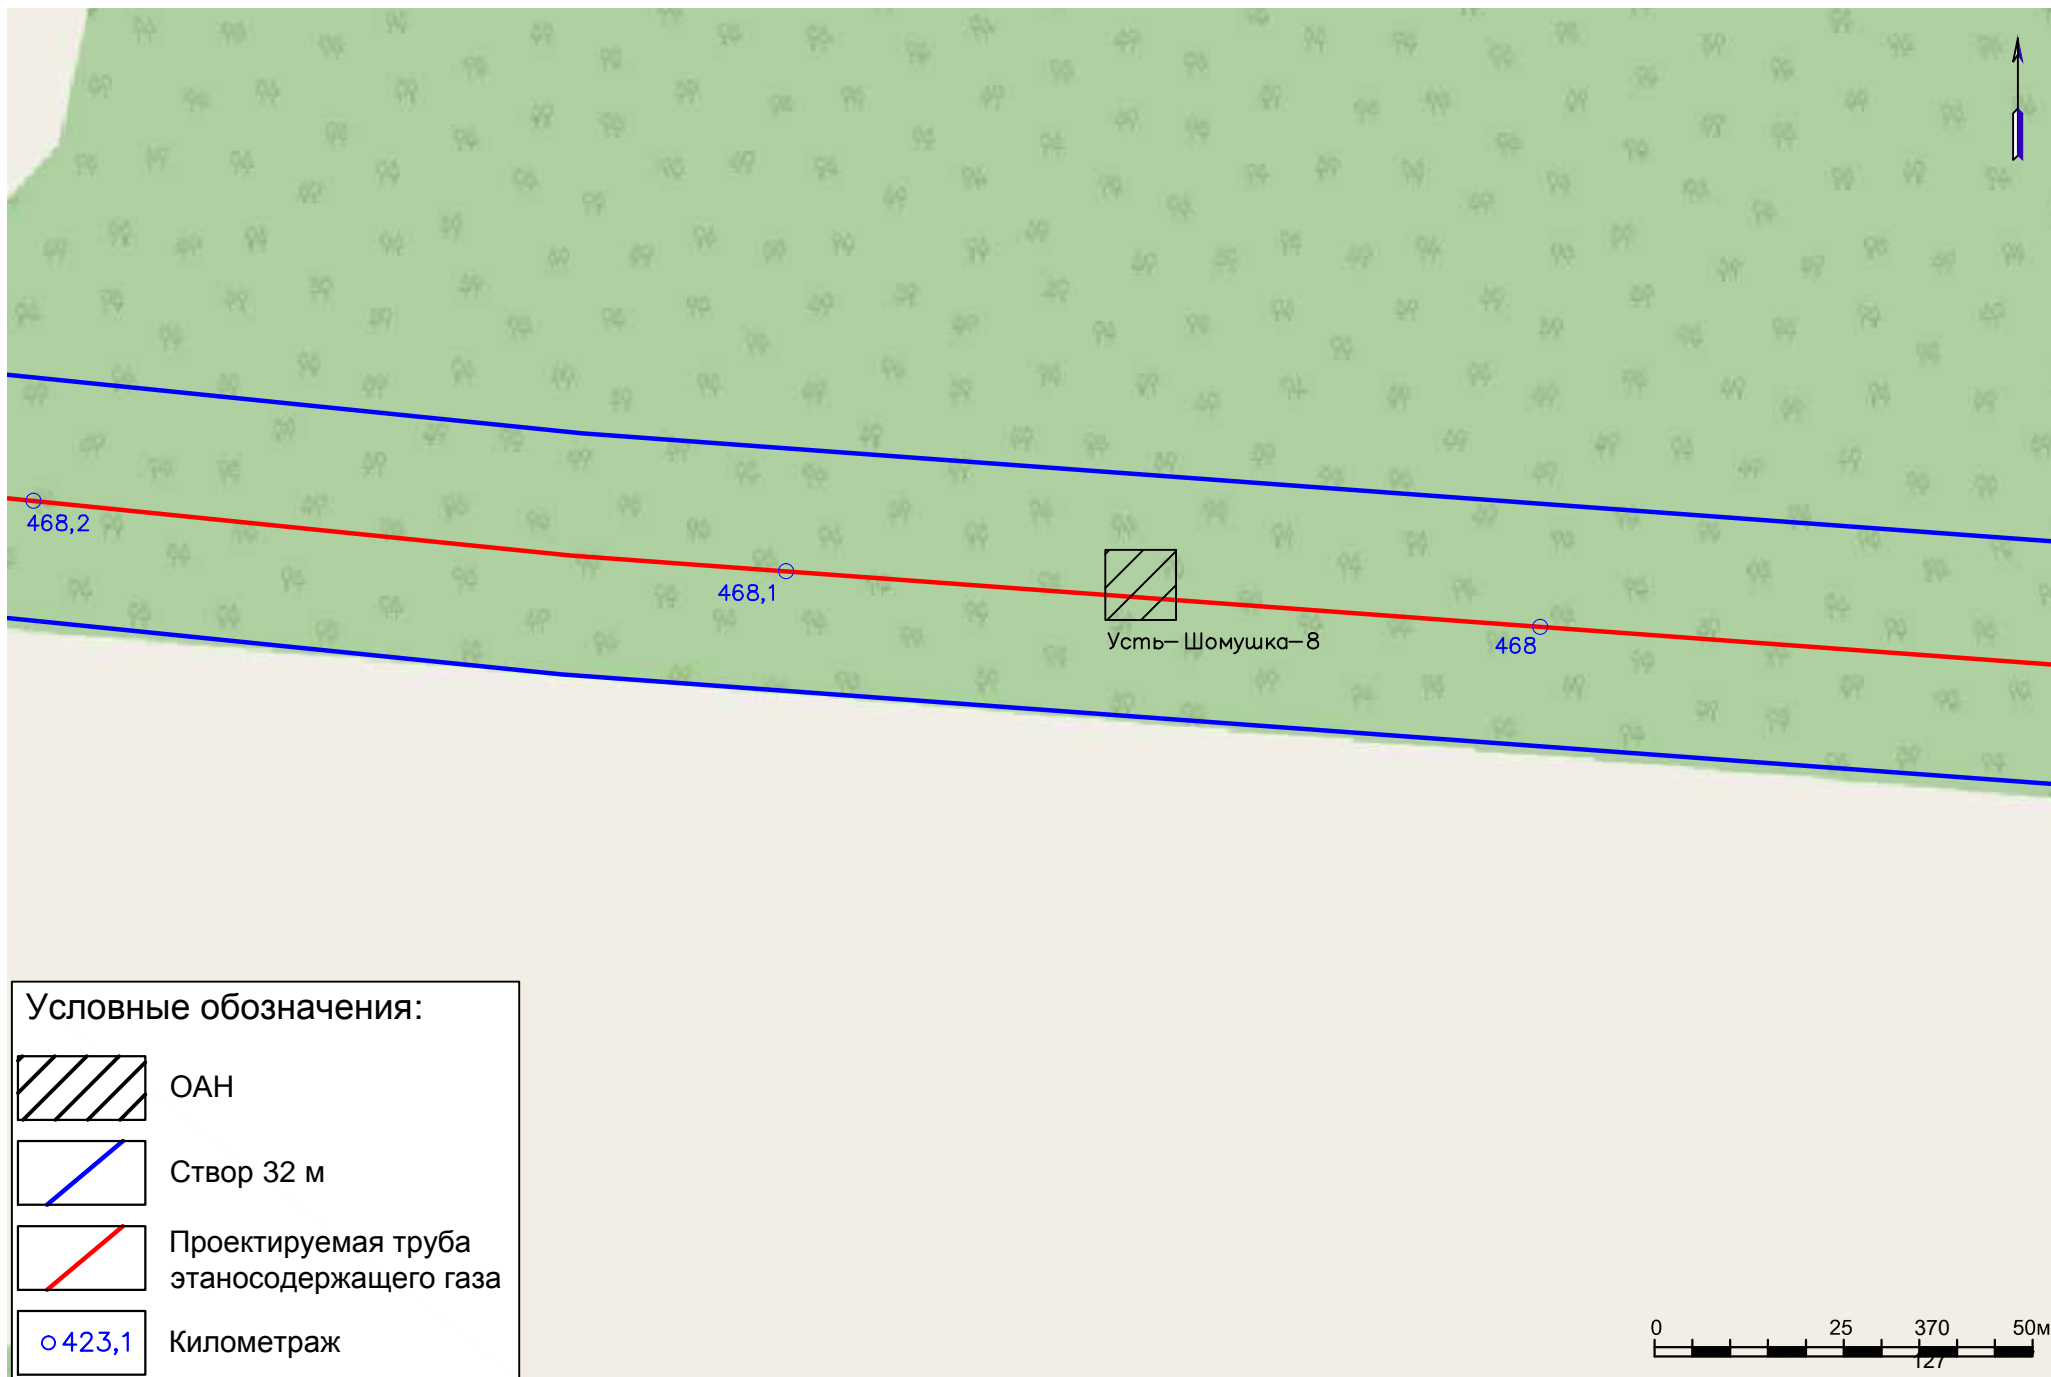 468,2
468,1
Усть-Шомушка-8
468
Условные обозначения:
ОАН
Створ 32 м
Проектируемая труба
этаносодержащего газа
423,1
Километраж
0 25 370 50м
127